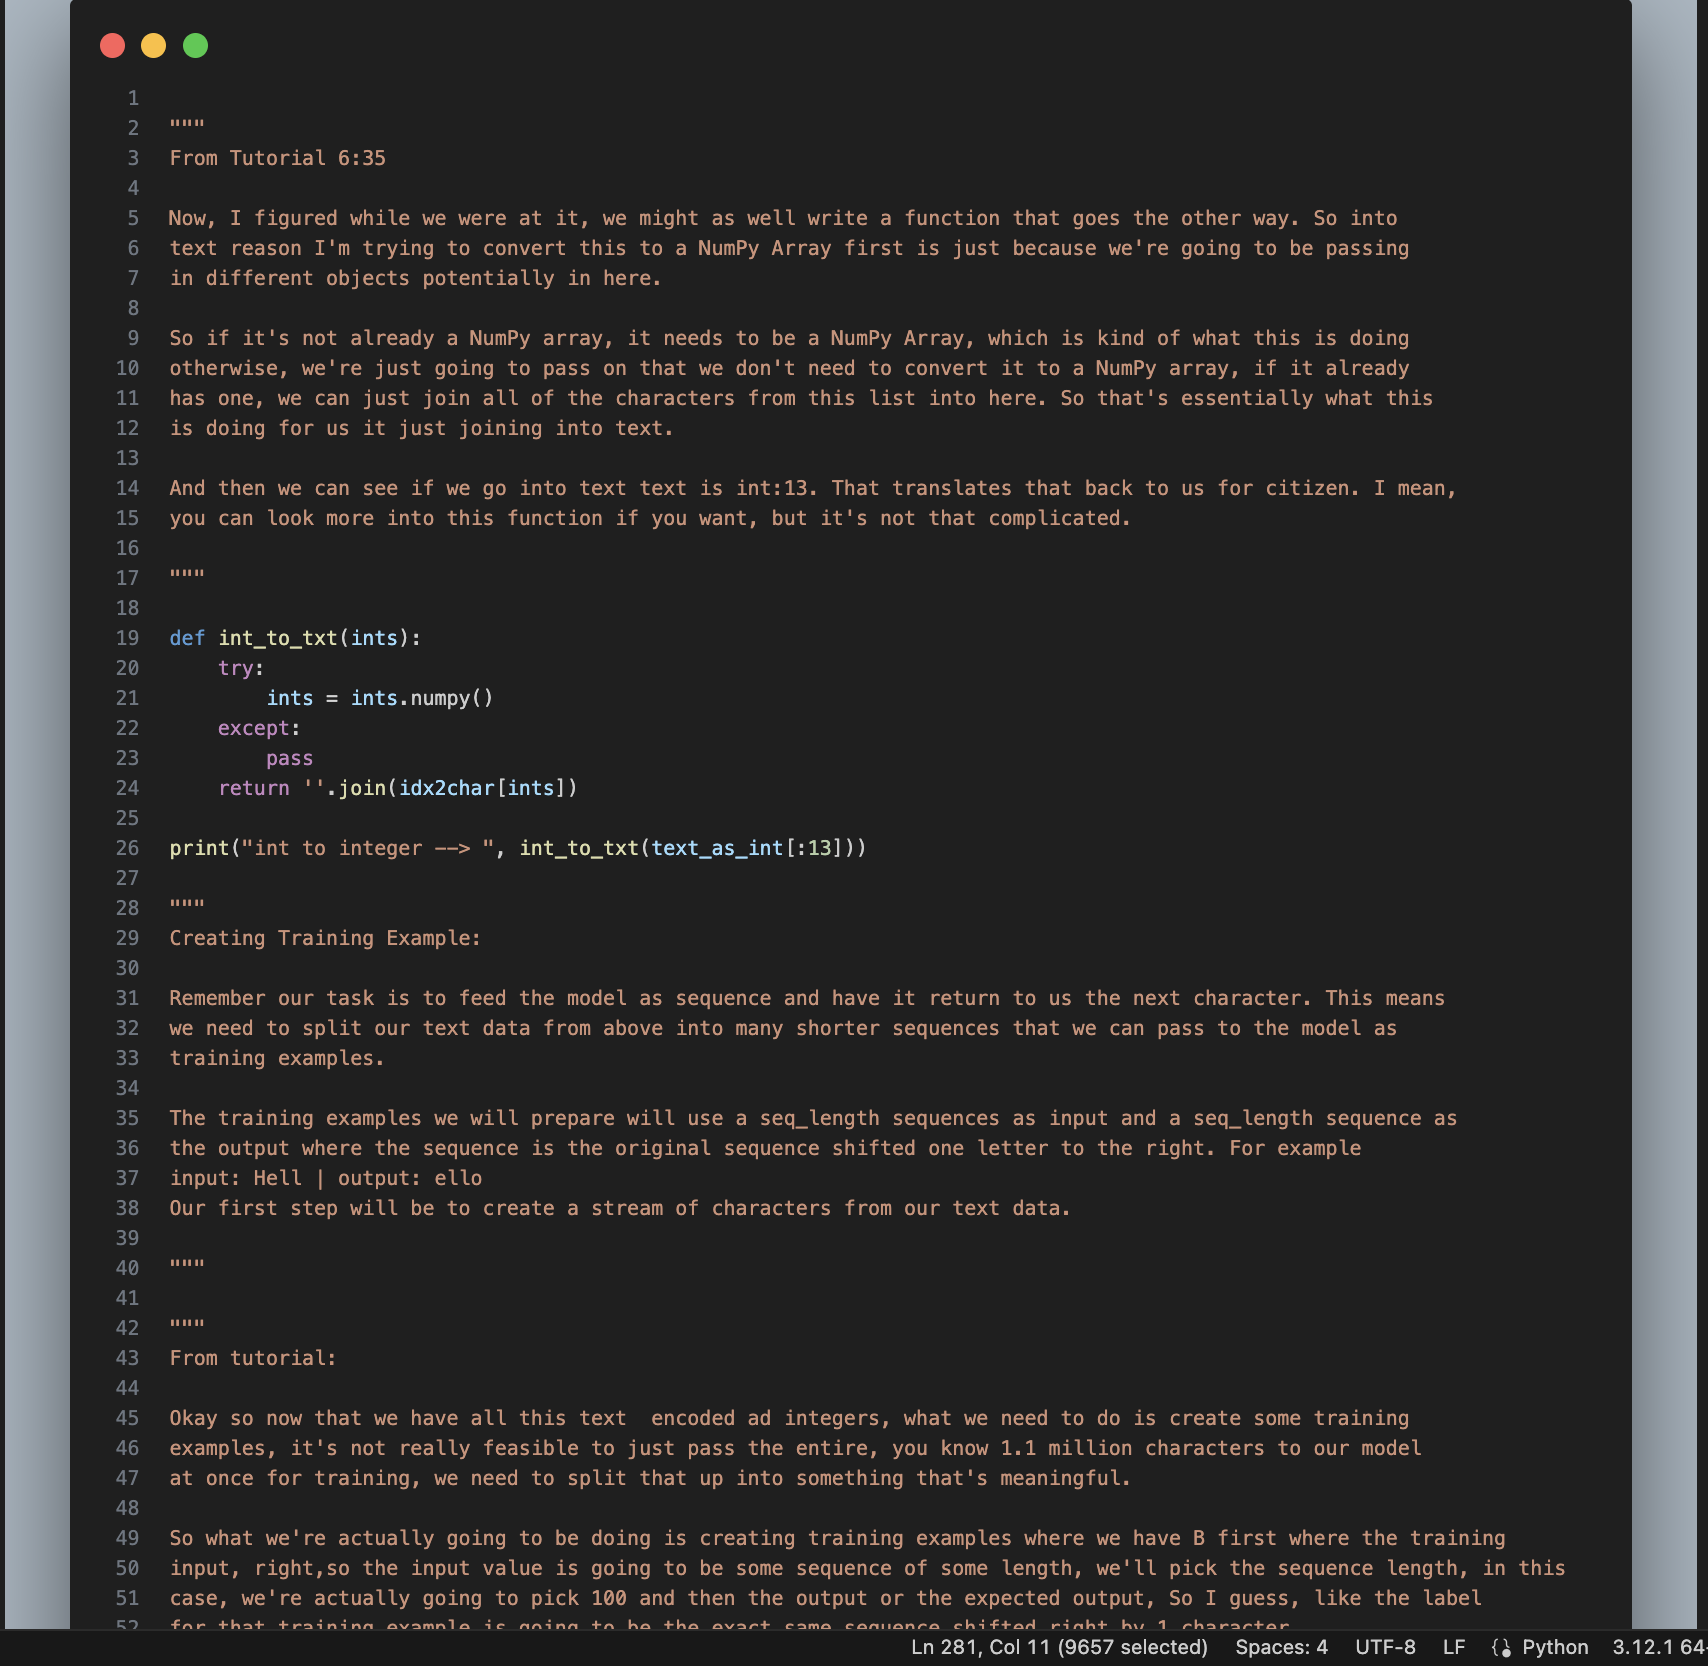 1
2 """
3 From Tutorial 6:35
4
5 Now, I figured while we were at it, we might as well write a function that goes the other way. So into
6 text reason I'm trying to convert this to a NumPy Array first is just because we're going to be passing
7 in different objects potentially in here.
8
9 So if it's not already a NumPy array, it needs to be a NumPy Array, which is kind of what this is doing
10 otherwise, we're just going to pass on that we don't need to convert it to a NumPy array, if it already
11 has one, we can just join all of the characters from this list into here. So that's essentially what this
12 is doing for us it just joining into text.
13
14 And then we can see if we go into text text is int:13. That translates that back to us for citizen. I mean,
15 you can look more into this function if you want, but it's not that complicated.
16
17 """
18
19 def int_to_txt(ints):
20     try:
21         ints = ints.numpy()
22     except:
23         pass
24     return ''.join(idx2char[ints])
25
26 print("int to integer --> ", int_to_txt(text_as_int[:13]))
27
28 """
29 Creating Training Example:
30
31 Remember our task is to feed the model as sequence and have it return to us the next character. This means
32 we need to split our text data from above into many shorter sequences that we can pass to the model as
33 training examples.
34
35 The training examples we will prepare will use a seq_length sequences as input and a seq_length sequence as
36 the output where the sequence is the original sequence shifted one letter to the right. For example
37 input: Hell | output: ello
38 Our first step will be to create a stream of characters from our text data.
39
40 """
41
42 """
43 From tutorial:
44
45 Okay so now that we have all this text  encoded ad integers, what we need to do is create some training
46 examples, it's not really feasible to just pass the entire, you know 1.1 million characters to our model
47 at once for training, we need to split that up into something that's meaningful.
48
49 So what we're actually going to be doing is creating training examples where we have B first where the training
50 input, right,so the input value is going to be some sequence of some length, we'll pick the sequence length, in this
51 case, we're actually going to pick 100 and then the output or the expected output, So I guess, like the label
52 for that training example is going to be the exact same sequence shifted right by 1 character
Ln 281, Col 11 (9657 selected) Spaces: 4 UTF-8 LF Python 3.12.1 64-